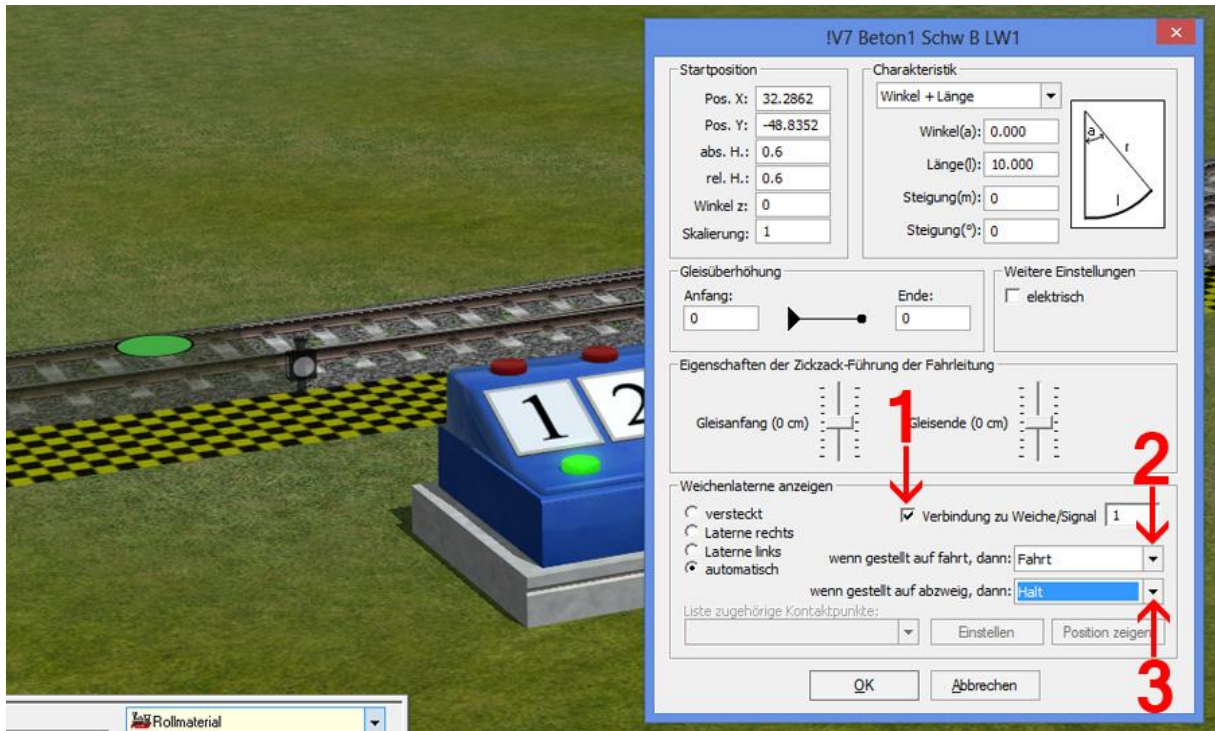 !V7 Beton1 Schw B LW1
Startposition
Pos. X: 32.2862
Pos. Y: -48.8352
abs. H.: 0.6
rel. H.: 0.6
Winkel z: 0
Skalierung: 1
Charakteristik
Winkel + Länge
Winkel(a): 0.000
Länge(l): 10.000
Steigung(m): 0
Steigung(°): 0
a
r
l
Gleisüberhöhung
Anfang:
0
Ende:
0
Weitere Einstellungen
elektrisch
Eigenschaften der Zickzack-Führung der Fahrleitung
Gleisanfang (0 cm)
Gleisende (0 cm)
1
Weichenlaterne anzeigen
versteckt
Laterne rechts
Laterne links
automatisch
Verbindung zu Weiche/Signal 1
2
wenn gestellt auf fahrt, dann: Fahrt
wenn gestellt auf abzweig, dann: Halt
Liste zugehörige Kontaktpunkte:
Einstellen
Position zeigen
3
OK
Abbrechen
1
2
Rollmaterial